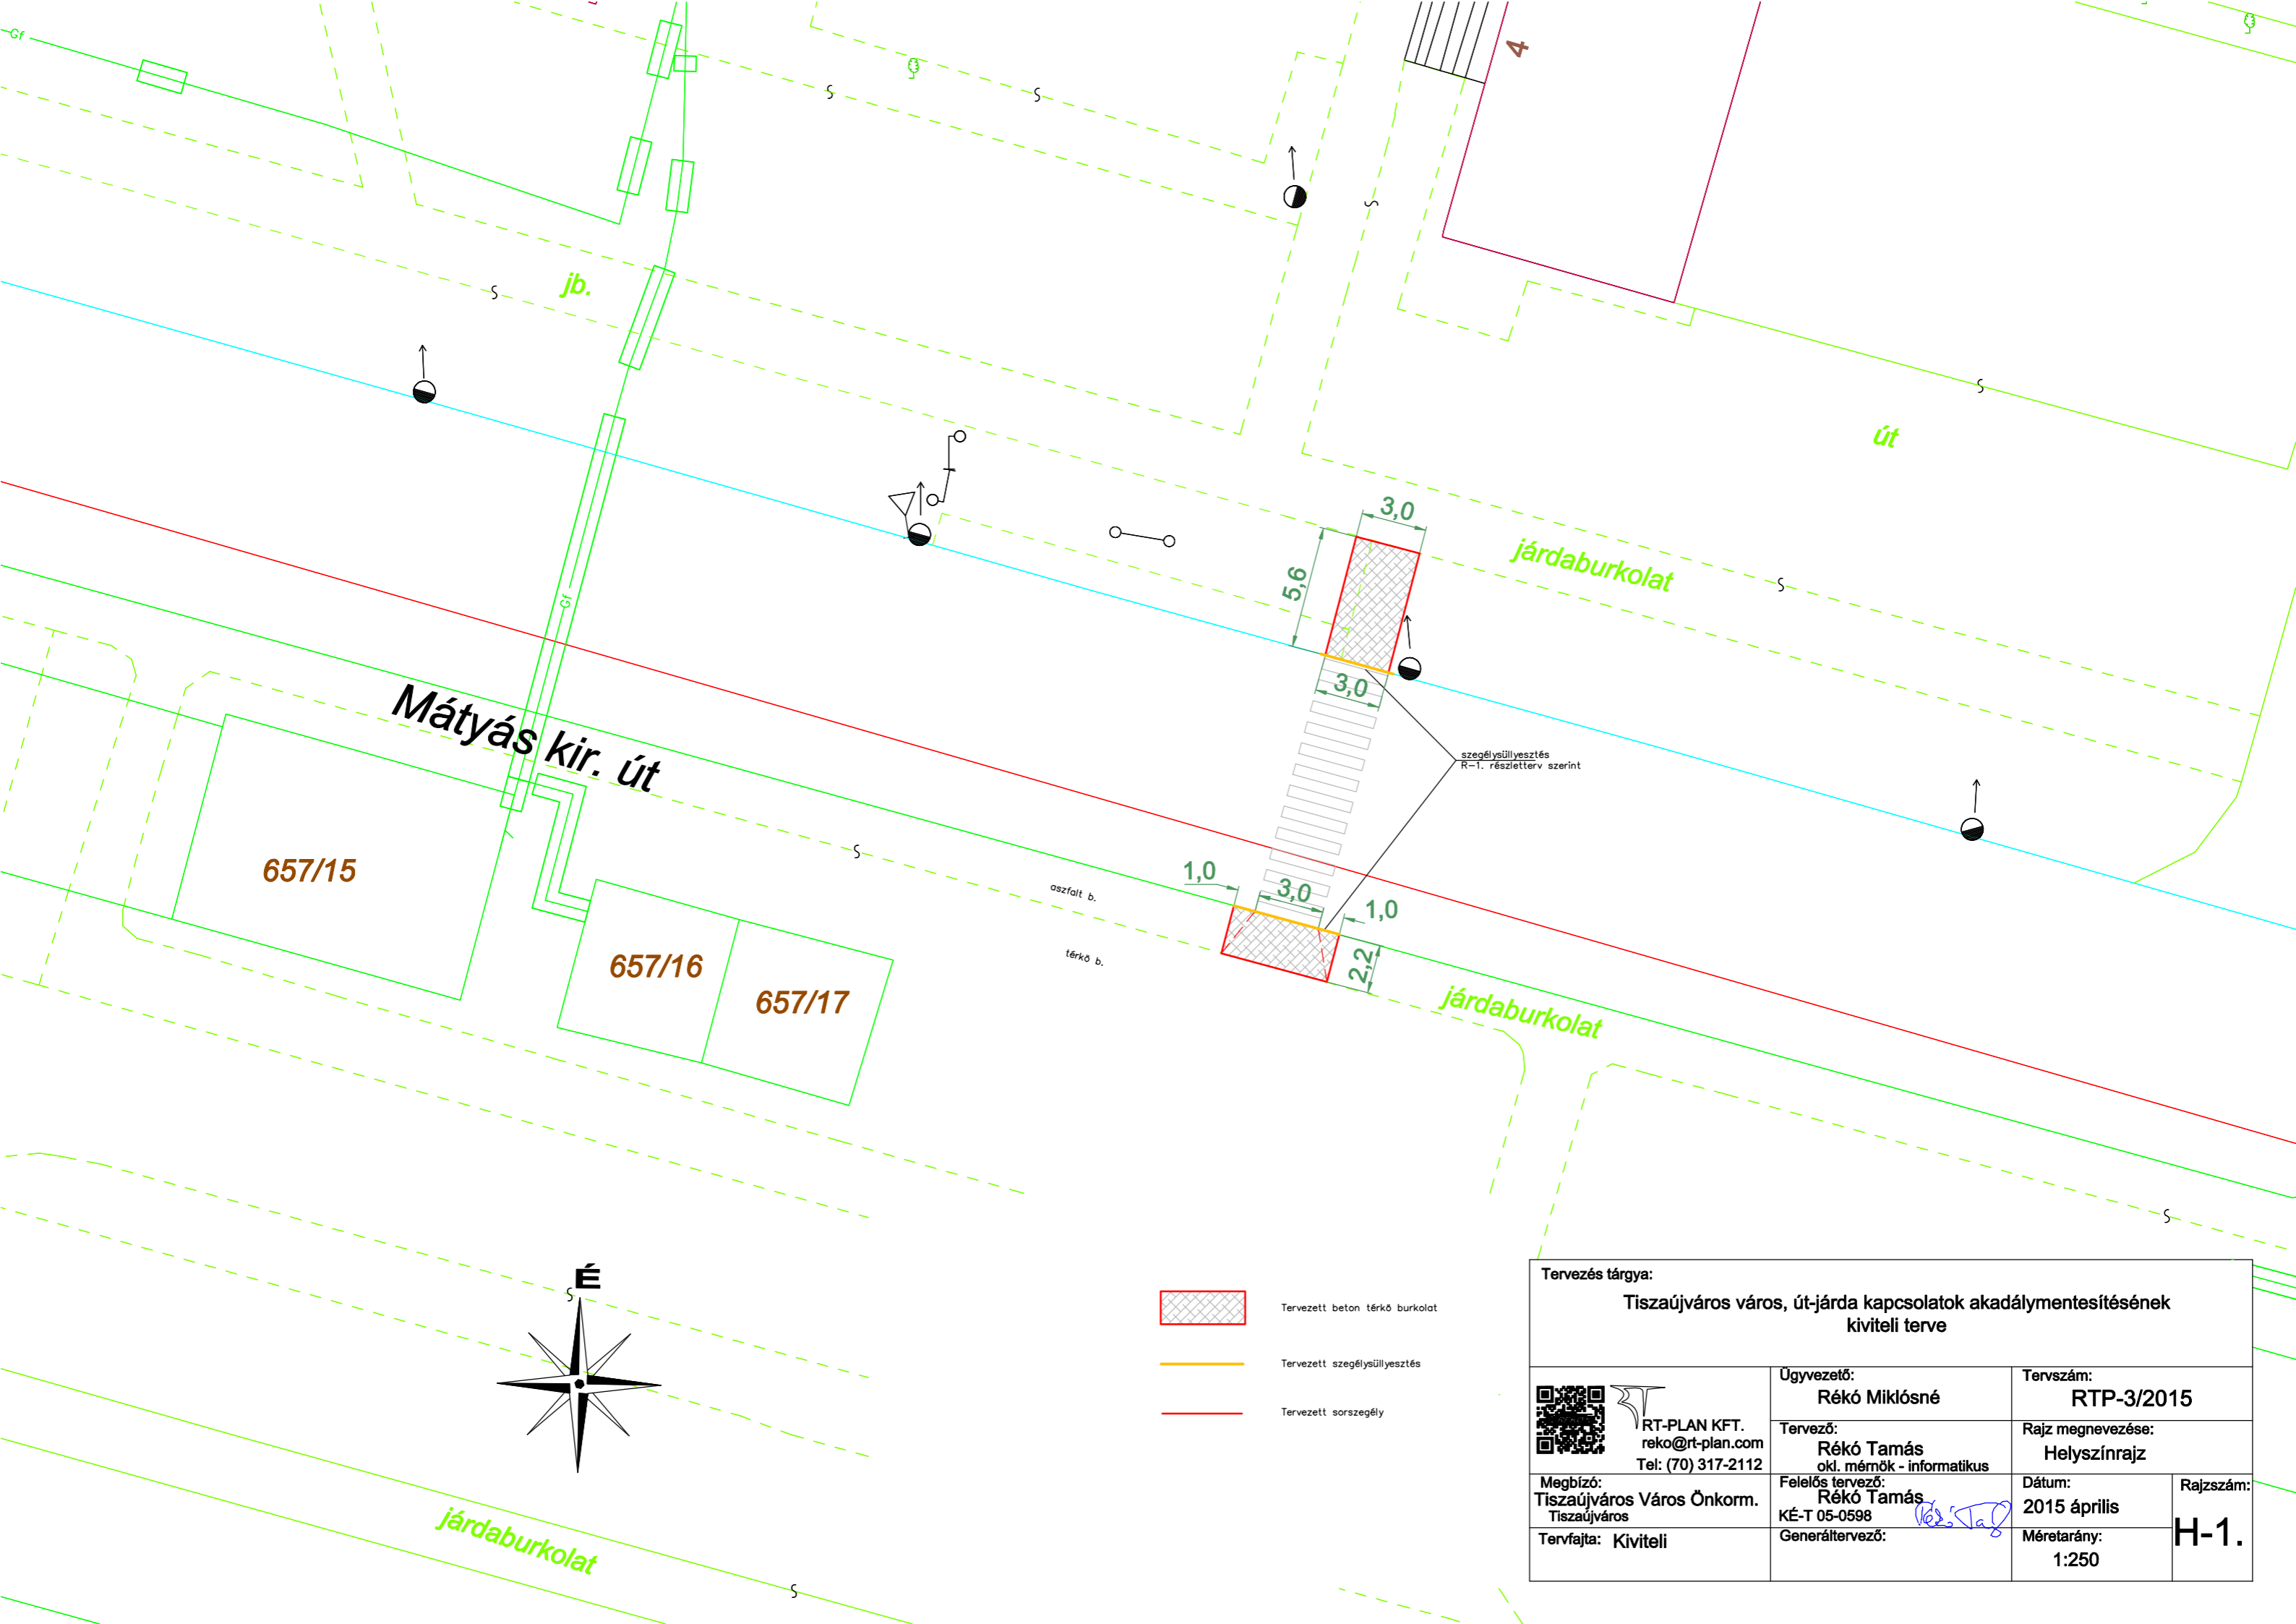 Gf
4
jb.
út
3,0
járdaburkolat
5,6
Gf
3,0
Mátyás kir. út
szegélysüllyesztés
R-1. részletterv szerint
657/15
1,0
3,0
aszfalt b.
1,0
térkő b.
2,2
657/16
657/17
járdaburkolat
É
Tervezett beton térkő burkolat
Tervezett szegélysüllyesztés
Tervezett sorszegély
járdaburkolat
Tervezés tárgya:
Tiszaújváros város, út-járda kapcsolatok akadálymentesítésének
kiviteli terve
RT-PLAN KFT.
reko@rt-plan.com
Tel: (70) 317-2112
Ügyvezető:
Rékó Miklósné
Tervszám:
RTP-3/2015
Tervező:
Rékó Tamás
okl. mérnök - informatikus
Rajz megnevezése:
Helyszínrajz
Megbízó:
Tiszaújváros Város Önkorm.
Tiszaújváros
Felelős tervező:
Rékó Tamás
KÉ-T 05-0598
Dátum:
2015 április
Rajzszám:
H-1.
Tervfajta: Kiviteli
Generáltervező:
Méretarány:
1:250